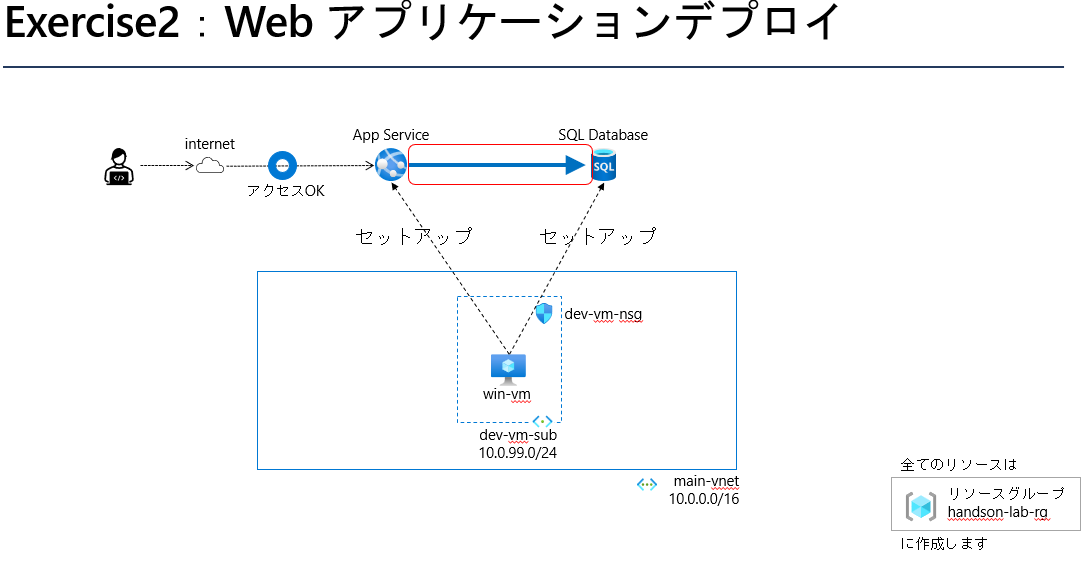 Exercise2：Web アプリケーションデプロイ
internet
アクセスOK
App Service
SQL Database
SQL
セットアップ
セットアップ
dev-vm-nsg
win-vm
dev-vm-sub
10.0.99.0/24
main-vnet
10.0.0.0/16
全てのリソースは
リソースグループ
handson-lab-rg
に作成します